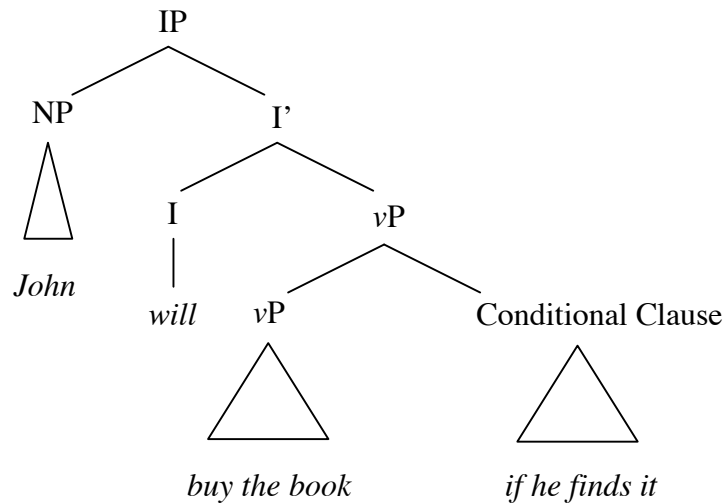 IP
NP I’
I vP
John will vP Conditional Clause
buy the book if he finds it